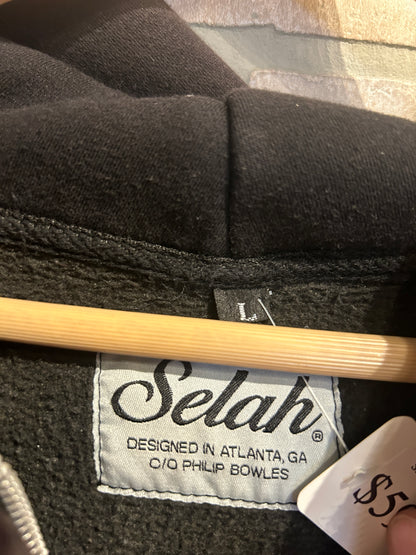 L
Selah®
DESIGNED IN ATLANTA, GA
C/O PHILIP BOWLES